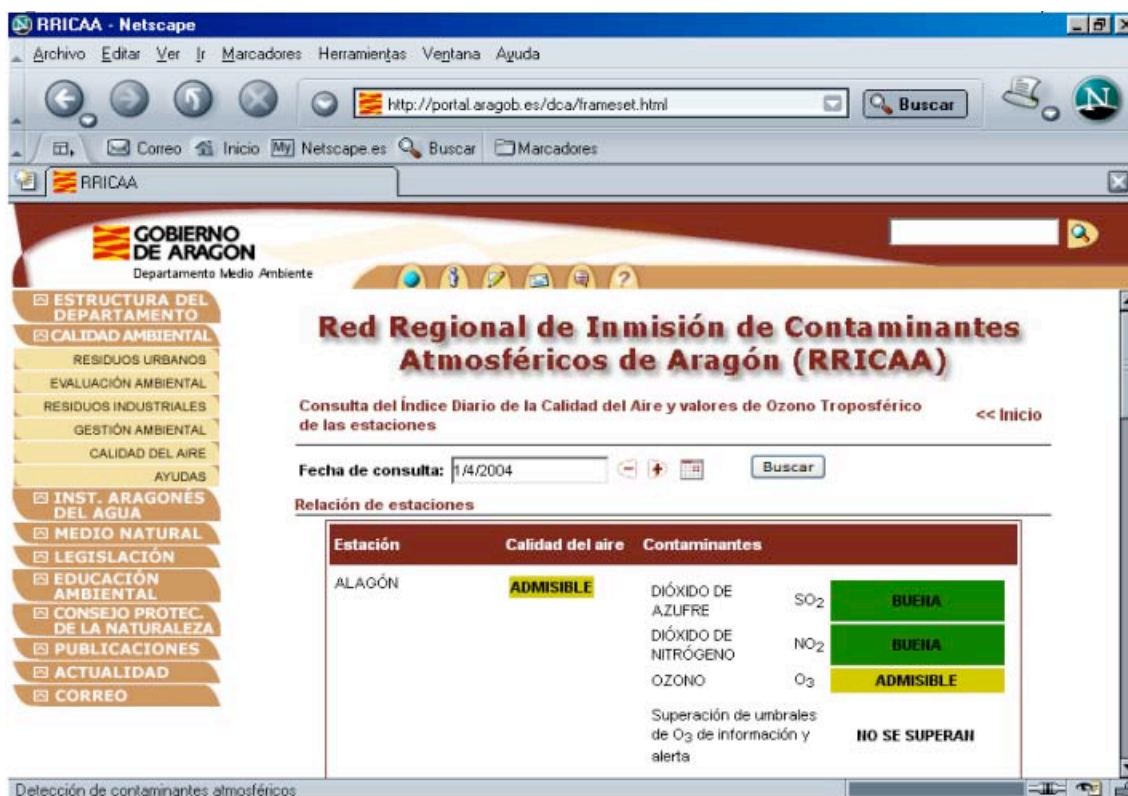 RRICAA - Netscape
Archivo Editar Ver Ir Marcadores Herramientas Ventana Ayuda
http://portal.aragob.es/dca/frameset.html
Buscar
N
Correo Inicio My Netscape.es Buscar Marcadores
RRICAA
GOBIERNO
DE ARAGON
Departamento Medio Ambiente
?
ESTRUCTURA DEL
DEPARTAMENTO
CALIDAD AMBIENTAL
RESIDUOS URBANOS
EVALUACIÓN AMBIENTAL
RESIDUOS INDUSTRIALES
GESTIÓN AMBIENTAL
CALIDAD DEL AIRE
AYUDAS
INST. ARAGONÉS
DEL AGUA
MEDIO NATURAL
LEGISLACIÓN
EDUCACIÓN
AMBIENTAL
CONSEJO PROTEC.
DE LA NATURALEZA
PUBLICACIONES
ACTUALIDAD
CORREO
Red Regional de Inmisión de Contaminantes
Atmosféricos de Aragón (RRICAA)
Consulta del Índice Diario de la Calidad del Aire y valores de Ozono Troposférico
de las estaciones
<< Inicio
Fecha de consulta: 1/4/2004 Buscar
Relación de estaciones
Estación Calidad del aire Contaminantes
ALAGÓN ADMISIBLE
DIÓXIDO DE
AZUFRE SO2 BUENA
DIÓXIDO DE
NITRÓGENO NO2 BUENA
OZONO O3 ADMISIBLE
Superación de umbrales
de O3 de información y
alerta
NO SE SUPERAN
Detección de contaminantes atmosféricos